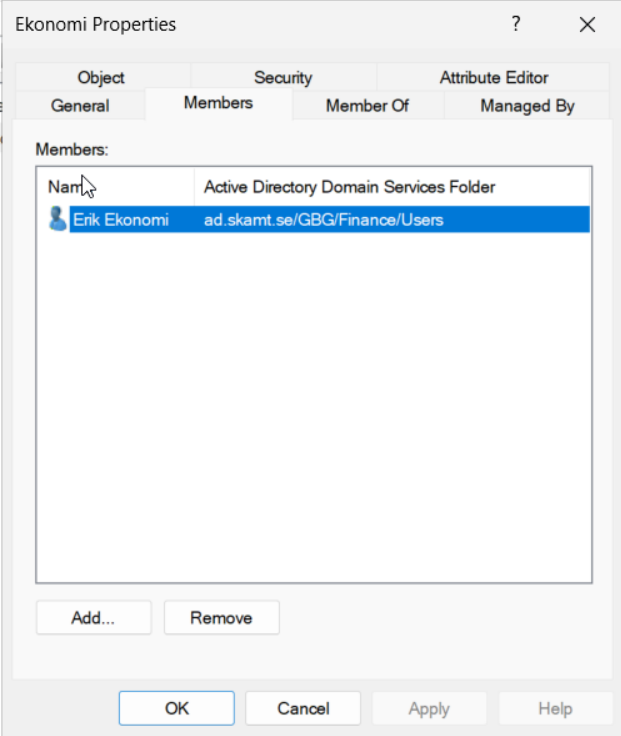 Ekonomi Properties ?
Object Security Attribute Editor
General Members Member Of Managed By
Members:
Active Directory Domain Services Folder
Erik Ekonomi ad.skamt.se/GBG/Finance/Users
Add... Remove
OK Cancel Apply Help